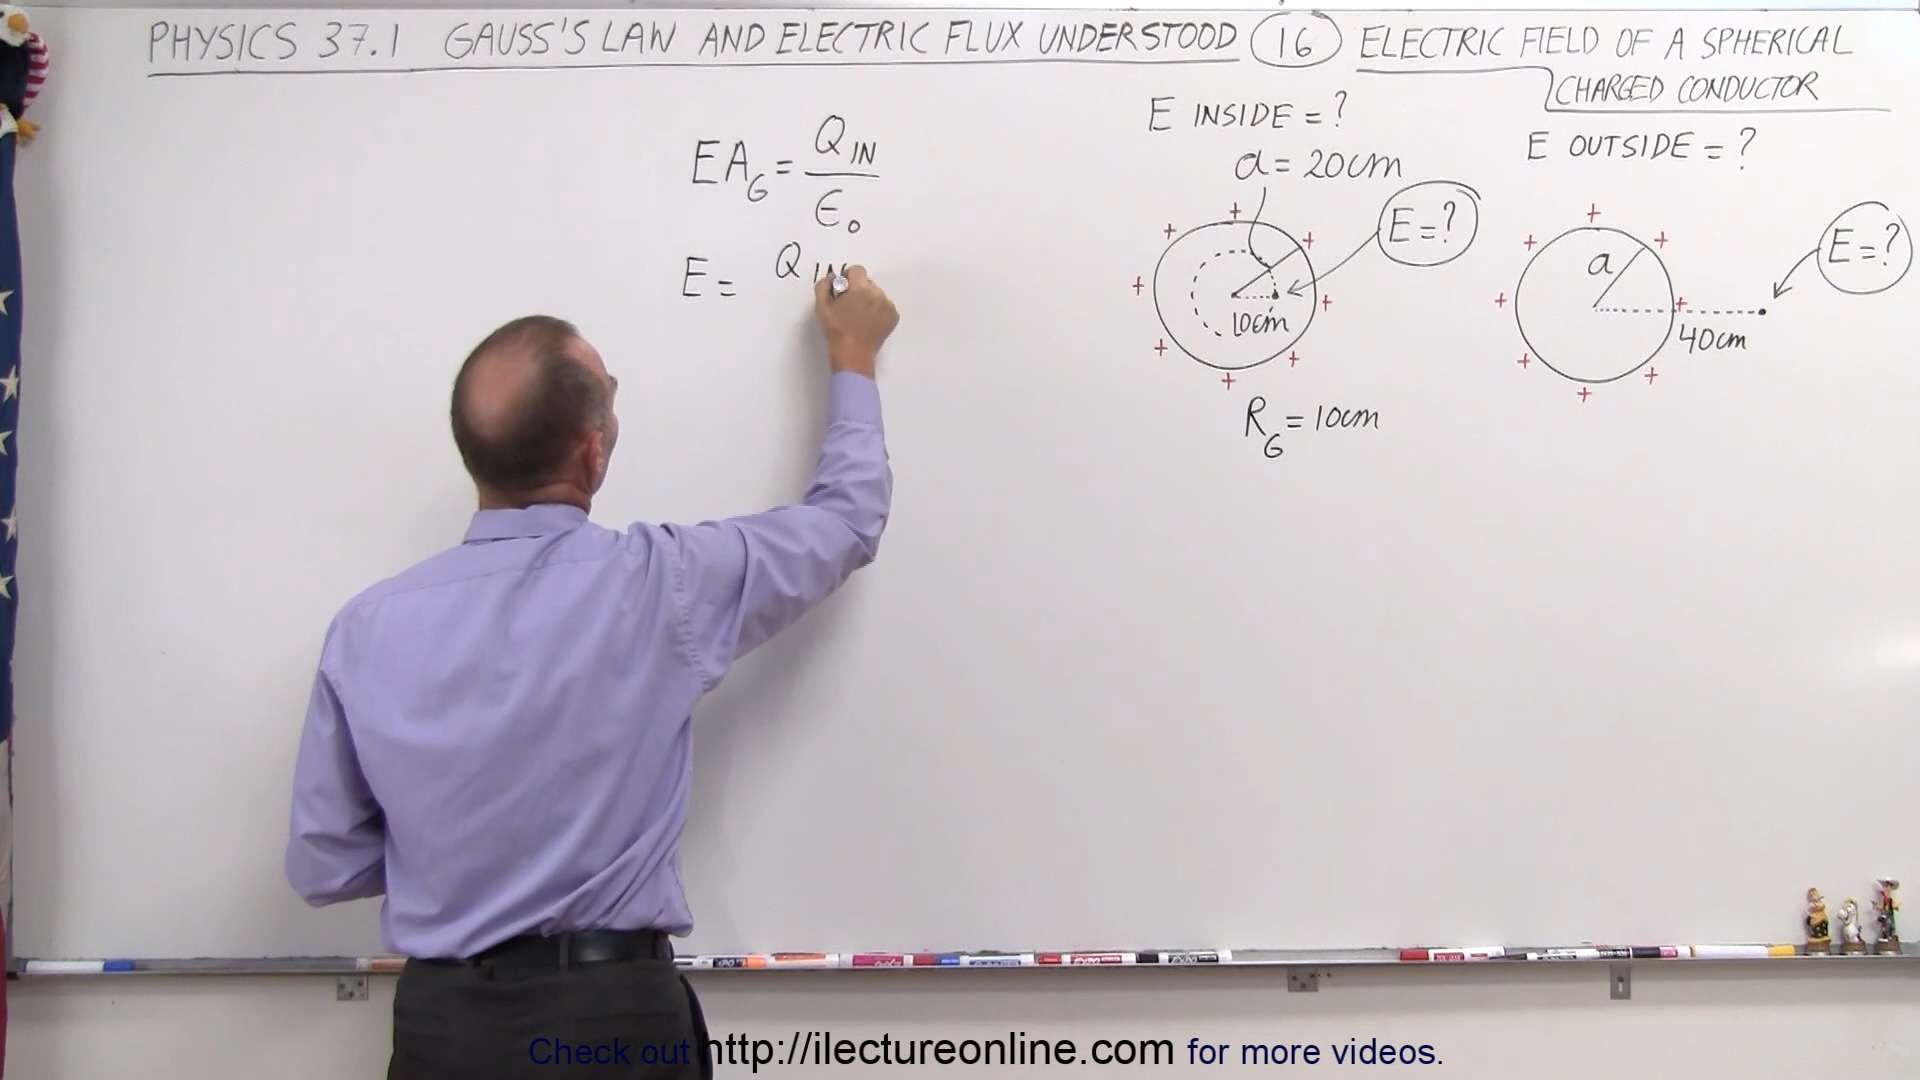 PHYSICS 37.1 GAUSS'S LAW AND ELECTRIC FLUX UNDERSTOOD 16 ELECTRIC FIELD OF A SPHERICAL
CHARGED CONDUCTOR
EA_G = Q_IN / ϵ_0
E = Q
E INSIDE = ?
a = 20cm
E = ?
10cm
R_G = 10cm
E OUTSIDE = ?
a
E = ?
40cm
Check out http://ilectureonline.com for more videos.